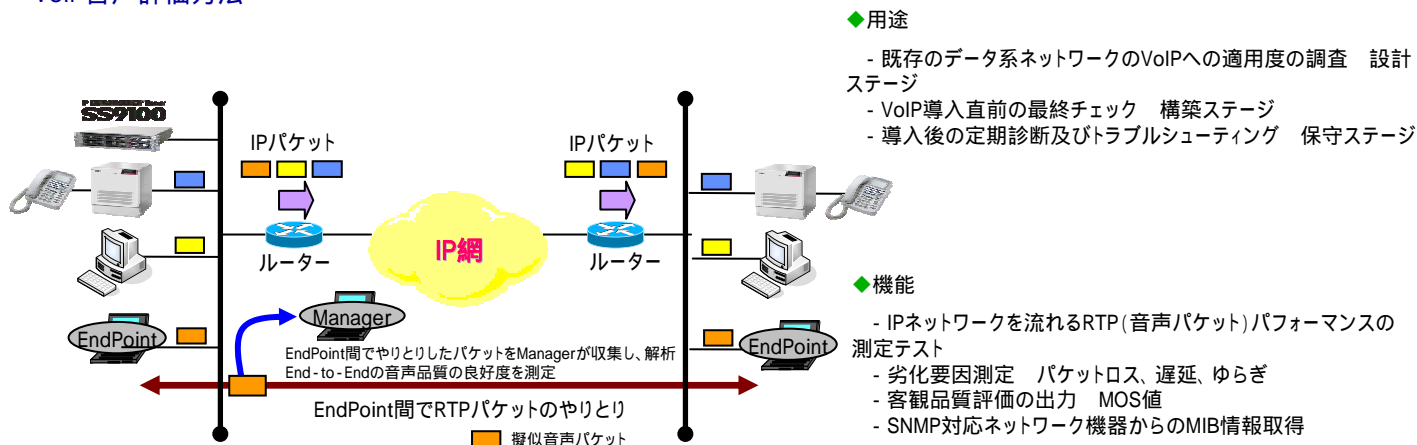 ◆用途
- 既存のデータ系ネットワークのVoIPへの適用度の調査 設計
ステージ
- VoIP導入直前の最終チェック 構築ステージ
- 導入後の定期診断及びトラブルシューティング 保守ステージ
SS9100
IPパケット
IPパケット
ルーター
IP網
ルーター
EndPoint
Manager
EndPoint
EndPoint間でやりとりしたパケットをManagerが収集し、解析
End-to-Endの音声品質の良好度を測定
EndPoint間でRTPパケットのやりとり
擬似音声パケット
◆機能
- IPネットワークを流れるRTP(音声パケット)パフォーマンスの
測定テスト
- 劣化要因測定 パケットロス、遅延、ゆらぎ
- 客観品質評価の出力 MOS値
- SNMP対応ネットワーク機器からのMIB情報取得